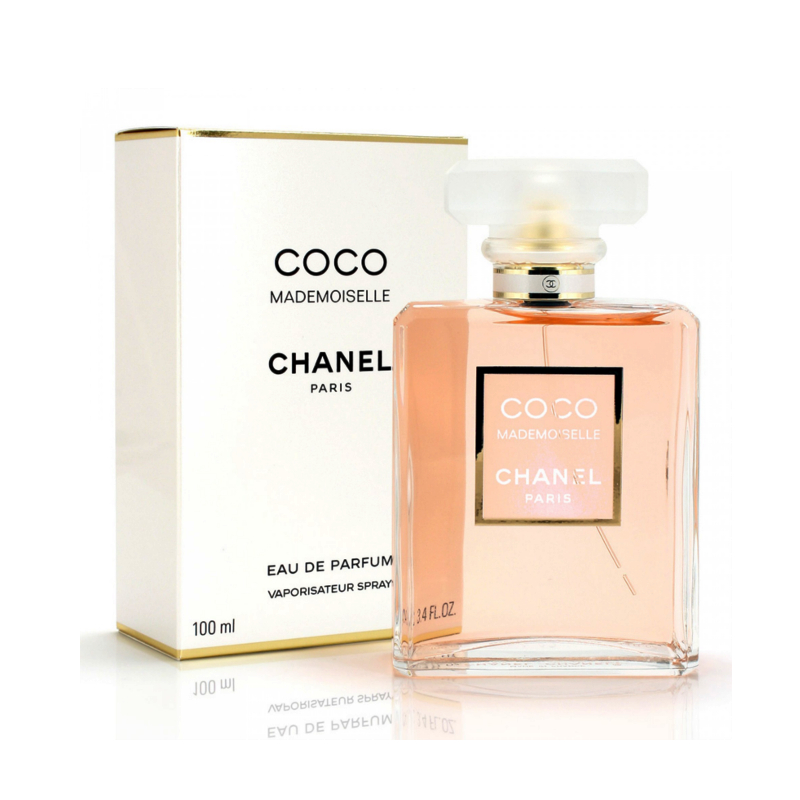 COCO
MADEMOISELLE
CHANEL
PARIS
EAU DE PARFUM
VAPORISATEUR SPRAY
100 ml
3.4 FL.OZ.
COCO
MADEMOISELLE
CHANEL
PARIS